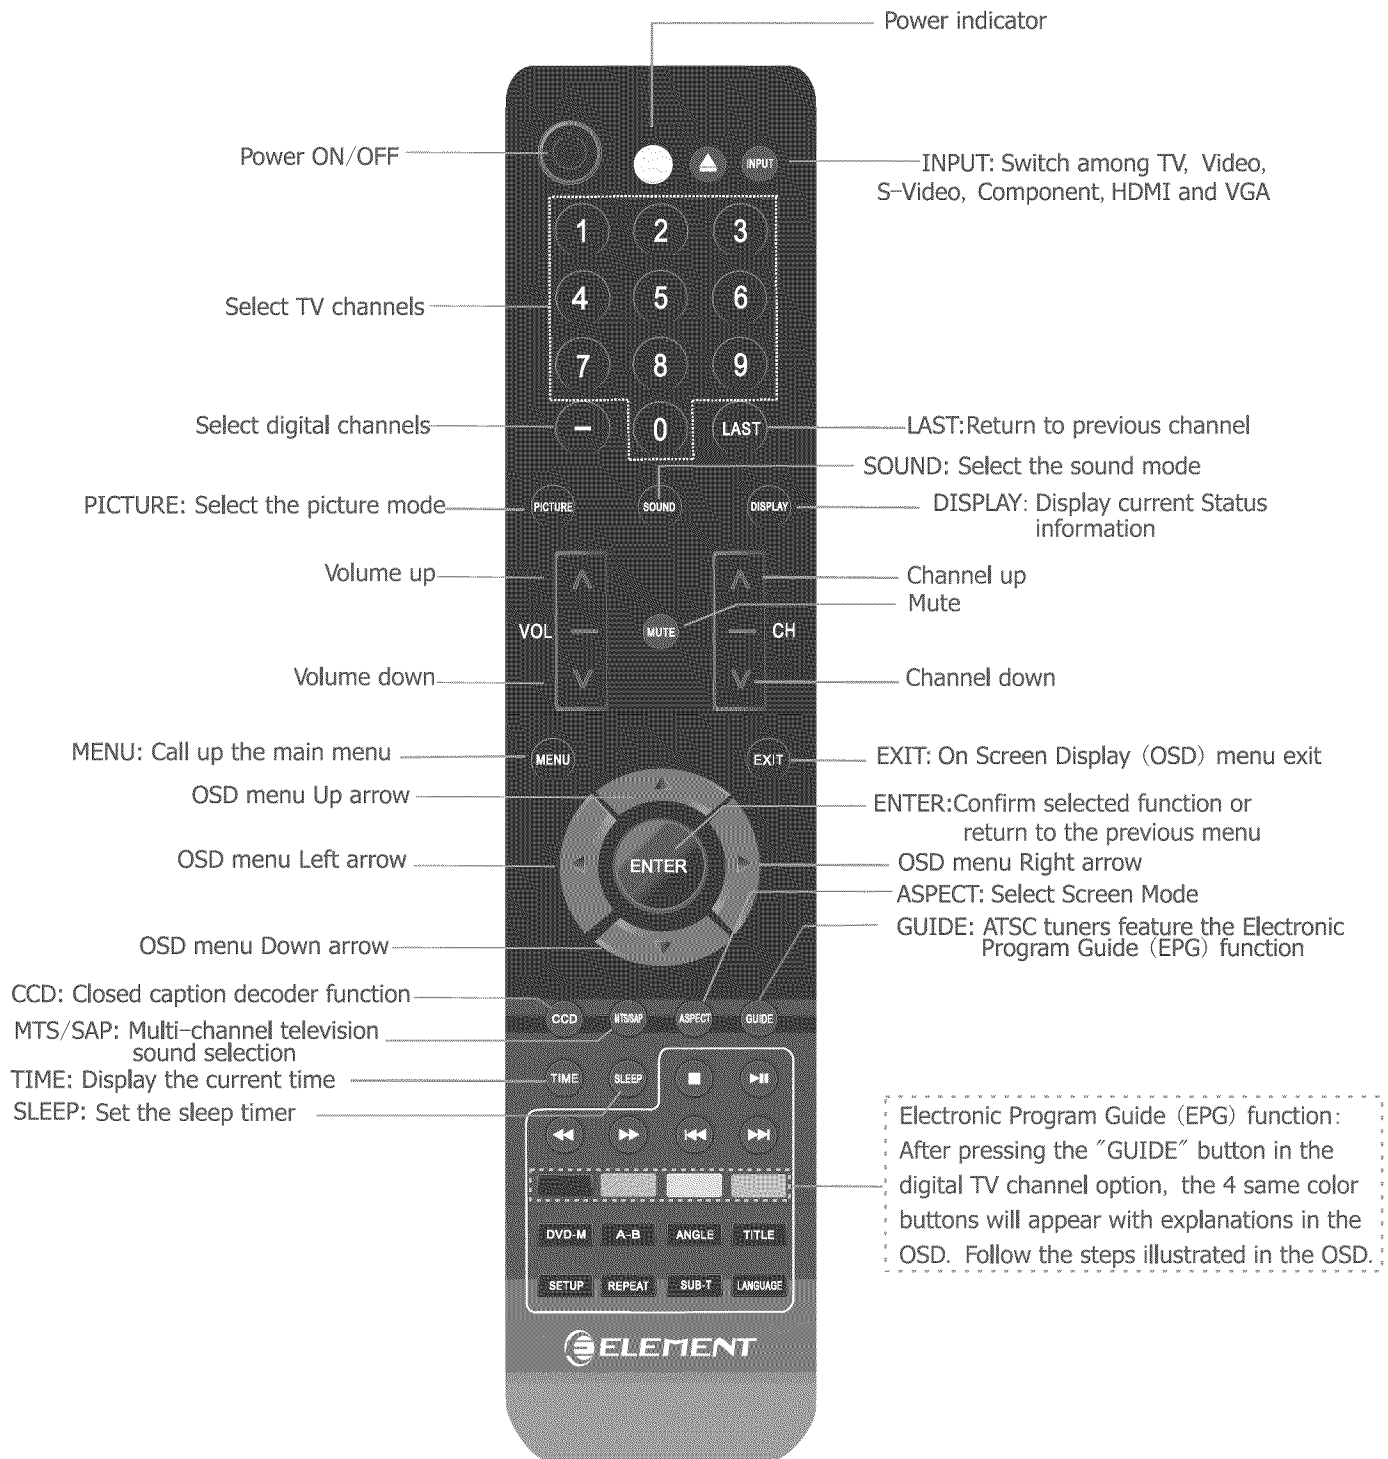 Power indicator
Power ON/OFF
INPUT
INPUT: Switch among TV, Video,
S-Video, Component, HDMI and VGA
1 2 3
Select TV channels
4 5 6
7 8 9
Select digital channels
- 0 LAST
LAST:Return to previous channel
SOUND: Select the sound mode
PICTURE: Select the picture mode
PICTURE SOUND DISPLAY
DISPLAY: Display current Status
information
Volume up
Channel up
Mute
VOL MUTE CH
Volume down
Channel down
MENU: Call up the main menu
MENU EXIT
EXIT: On Screen Display (OSD) menu exit
OSD menu Up arrow
ENTER:Confirm selected function or
return to the previous menu
OSD menu Left arrow
ENTER
OSD menu Right arrow
ASPECT: Select Screen Mode
GUIDE: ATSC tuners feature the Electronic
Program Guide (EPG) function
OSD menu Down arrow
CCD: Closed caption decoder function
CCD MTS/SAP ASPECT GUIDE
MTS/SAP: Multi-channel television
sound selection
TIME: Display the current time
TIME SLEEP
SLEEP: Set the sleep timer
Electronic Program Guide (EPG) function:
After pressing the "GUIDE" button in the
digital TV channel option, the 4 same color
buttons will appear with explanations in the
OSD. Follow the steps illustrated in the OSD.
DVD-M A-B ANGLE TITLE
SETUP REPEAT SUB-T LANGUAGE
ELEMENT